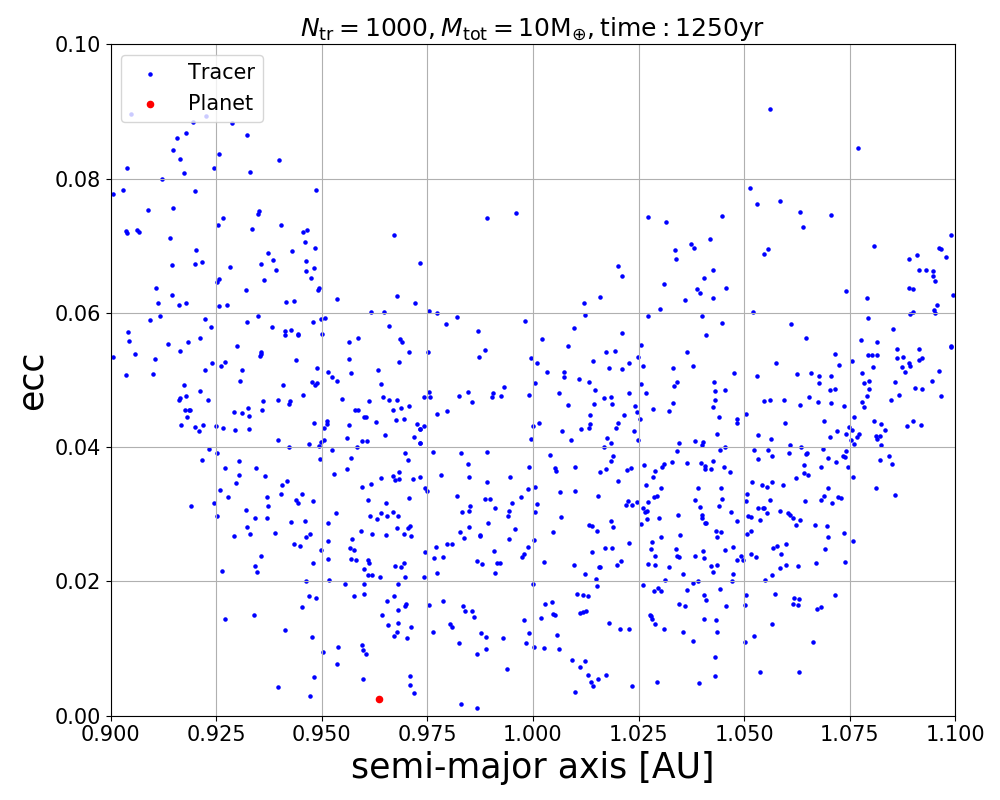 N_tr = 1000, M_tot = 10M_⊕, time : 1250yr
Tracer
Planet
ecc
0.10
0.08
0.06
0.04
0.02
0.00
0.900 0.925 0.950 0.975 1.000 1.025 1.050 1.075 1.100
semi-major axis [AU]